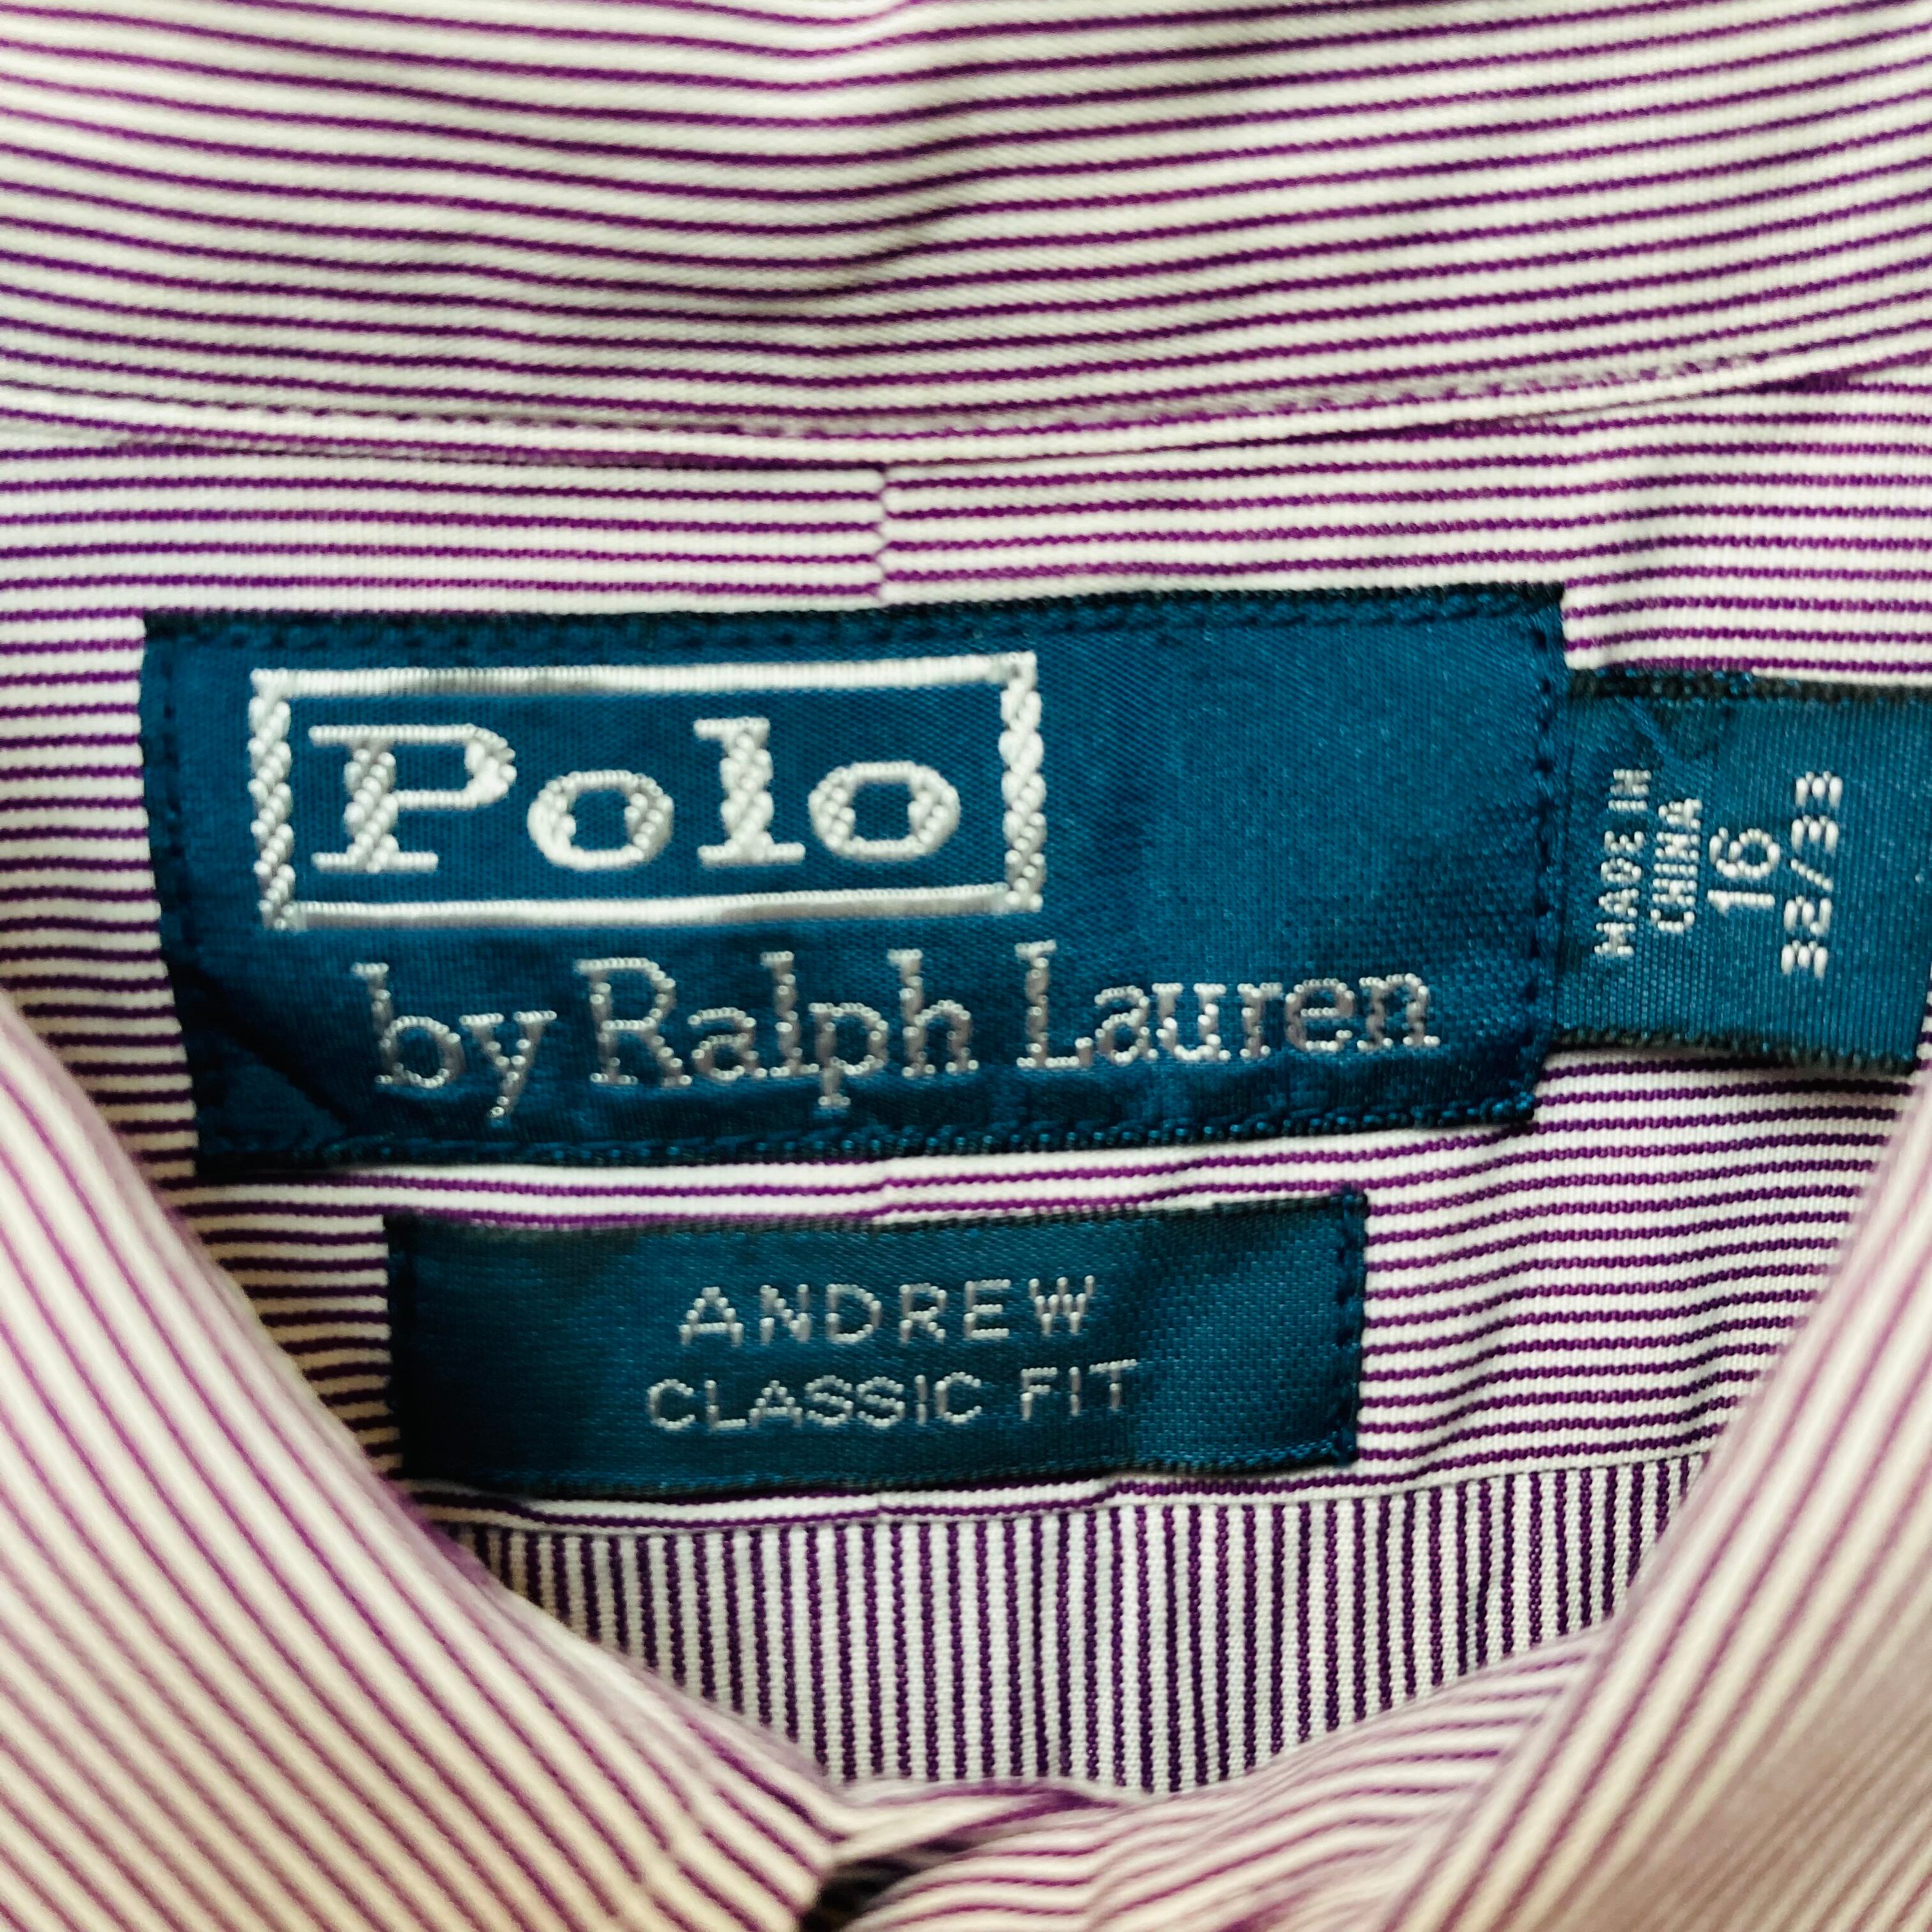 Polo
by Ralph Lauren
MADE IN
CHINA
16
32/33
ANDREW
CLASSIC FIT